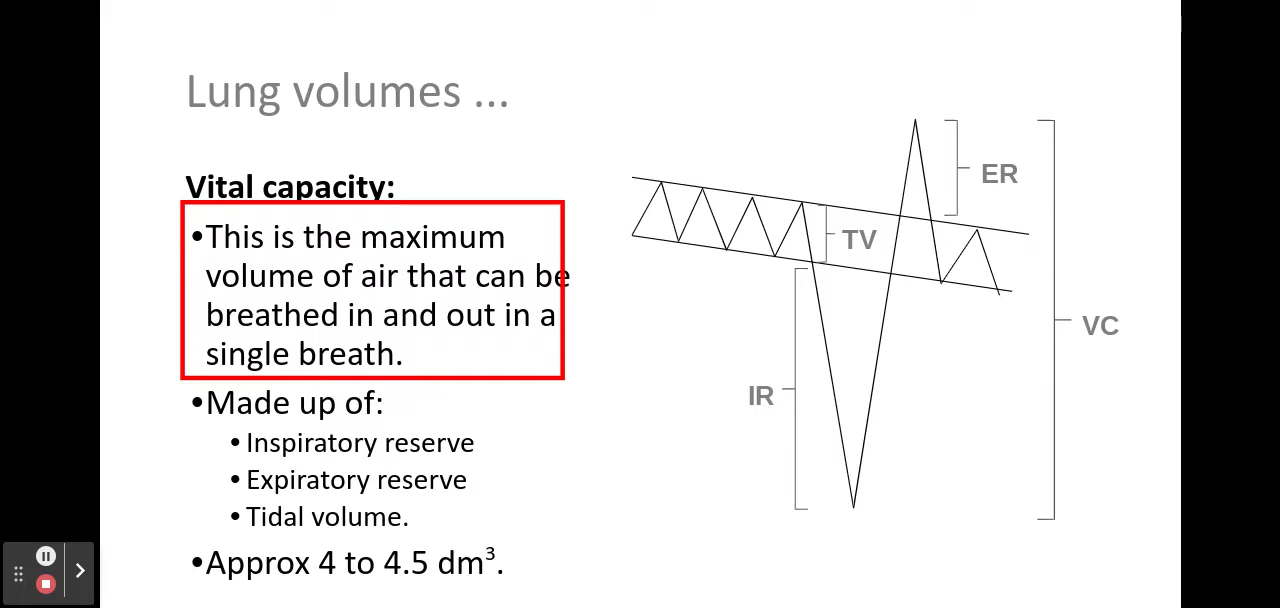 Lung volumes ...
Vital capacity:
•This is the maximum
volume of air that can be
breathed in and out in a
single breath.
•Made up of:
•Inspiratory reserve
•Expiratory reserve
•Tidal volume.
•Approx 4 to 4.5 dm³.
ER
TV
VC
IR